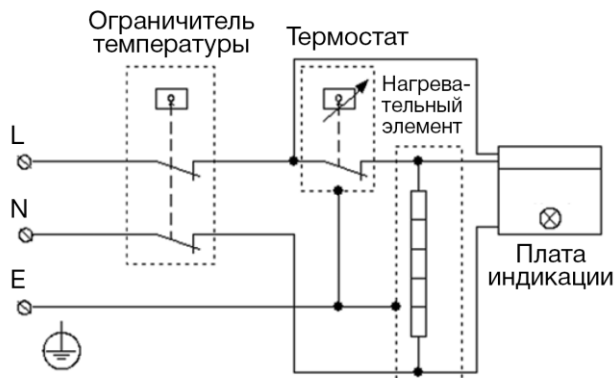 Ограничитель
температуры
Термостат
Нагрева-
тельный
элемент
L
N
E
Плата
индикации